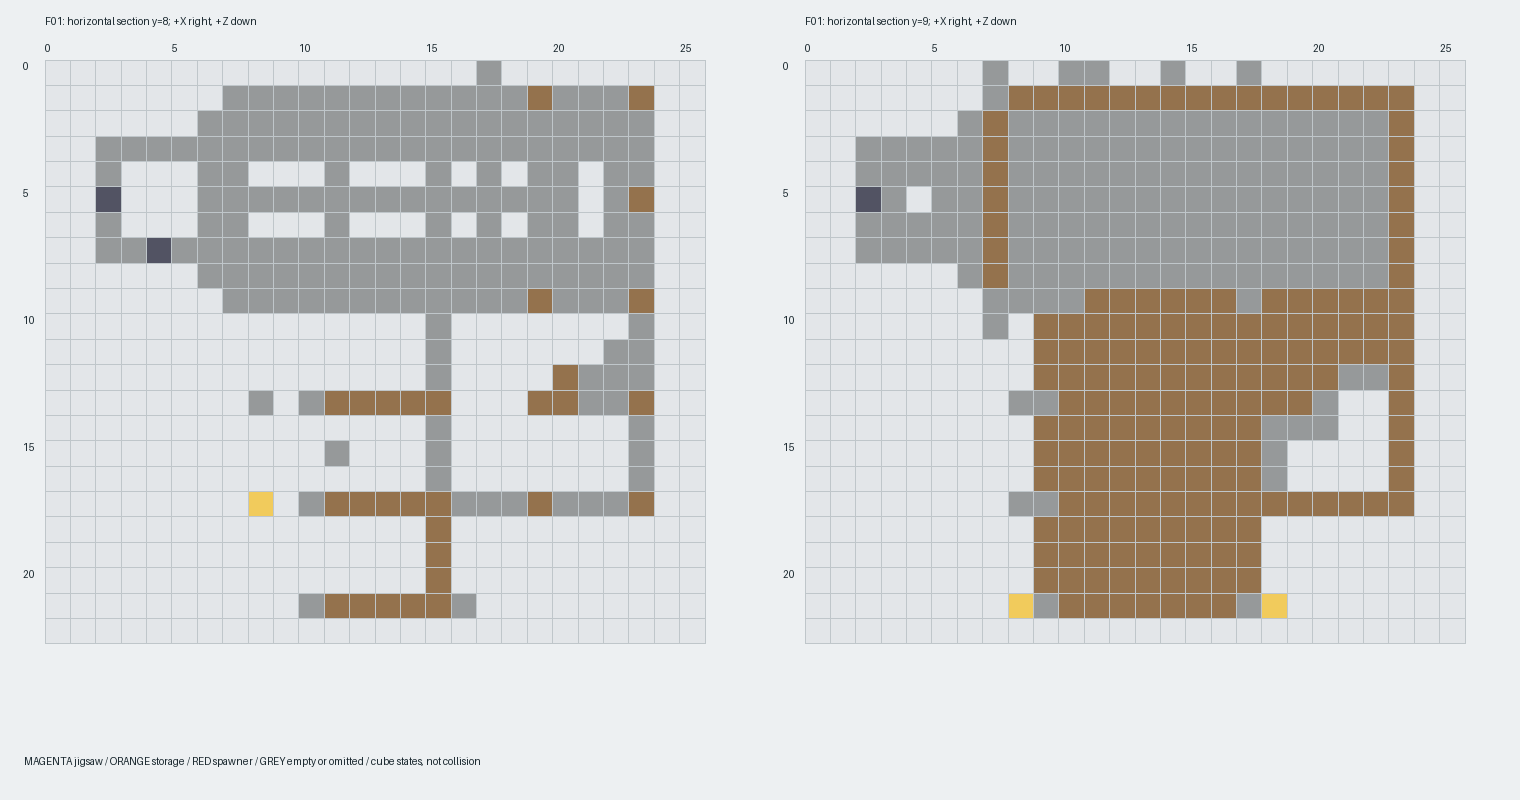 F01: horizontal section y=8; +X right, +Z down
F01: horizontal section y=9; +X right, +Z down
0 5 10 15 20 25
0 5 10 15 20 25
0 0
5 5
10 10
15 15
20 20
MAGENTA jigsaw / ORANGE storage / RED spawner / GREY empty or omitted / cube states, not collision